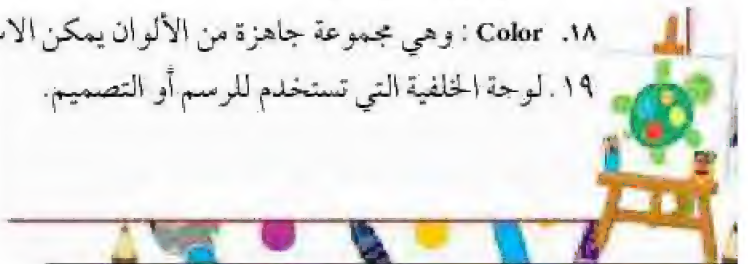 ١٨. Color : وهي مجموعة جاهزة من الألوان يمكن
١٩. لوحة الخلفية التي تستخدم للرسم أو التصميم.